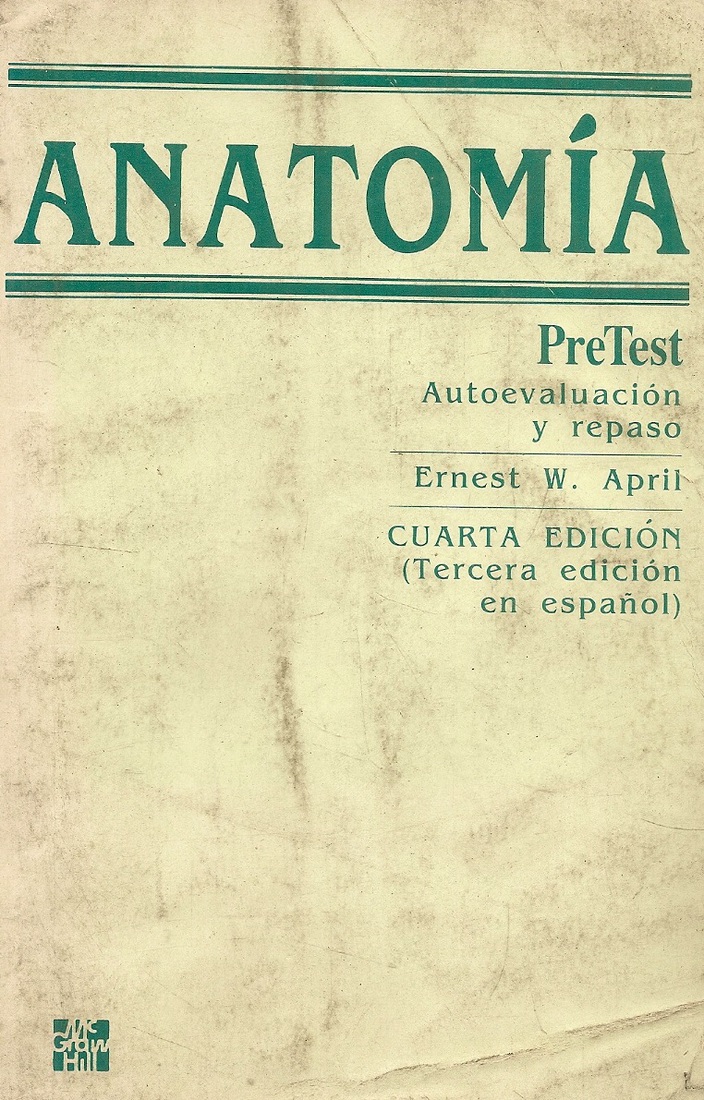 ANATOMÍA
PreTest
Autoevaluación
y repaso
Ernest W. April
CUARTA EDICIÓN
(Tercera edición
en español)
Mc
Graw
Hill